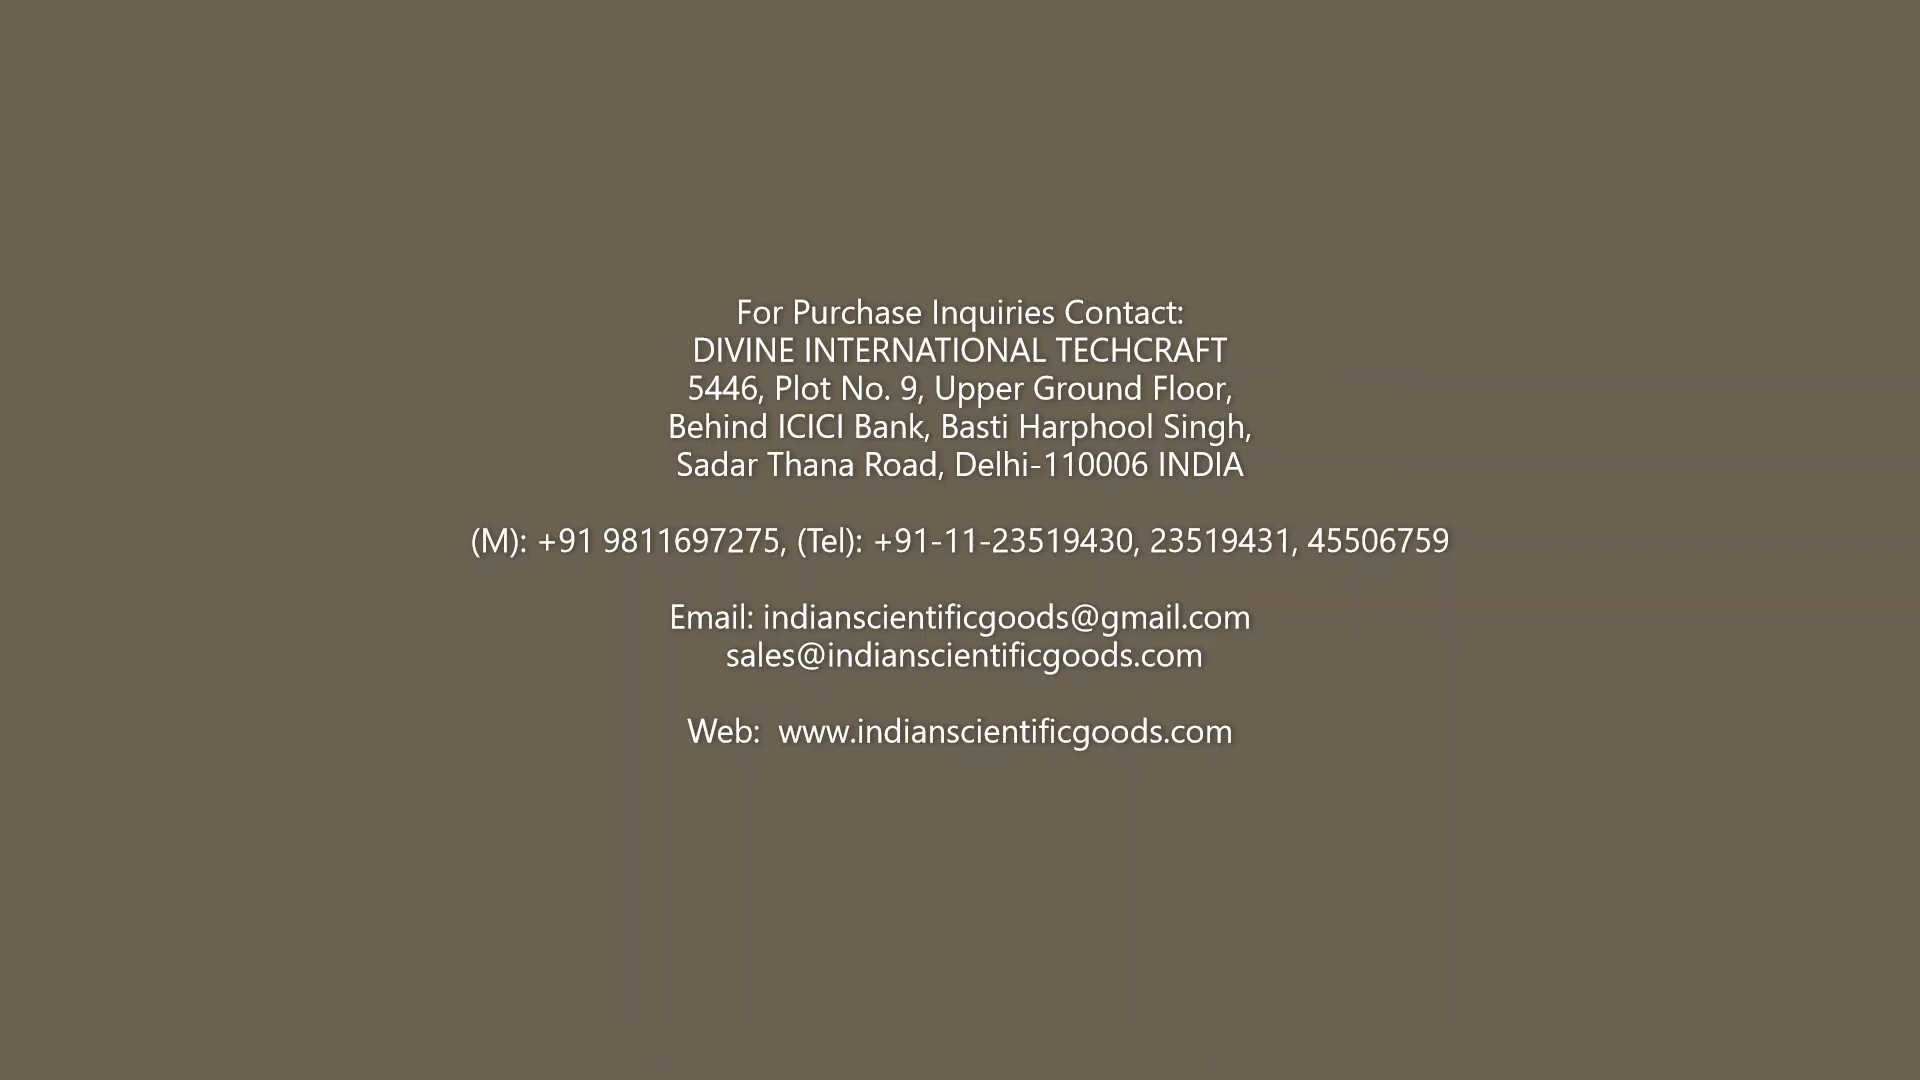 For Purchase Inquiries Contact:
DIVINE INTERNATIONAL TECHCRAFT
5446, Plot No. 9, Upper Ground Floor,
Behind ICICI Bank, Basti Harphool Singh,
Sadar Thana Road, Delhi-110006 INDIA
(M): +91 9811697275, (Tel): +91-11-23519430, 23519431, 45506759
Email: indianscientificgoods@gmail.com
sales@indianscientificgoods.com
Web:  www.indianscientificgoods.com